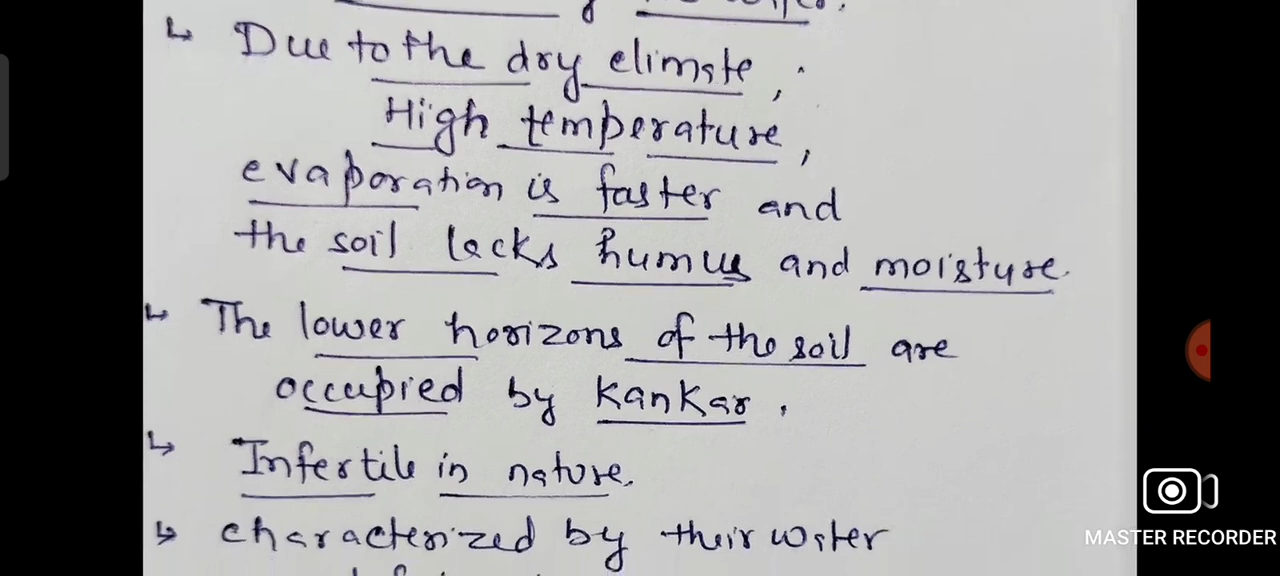 ↳ Due to the dry climate,
High temperature,
evaporation is faster and
the soil lacks humus and moisture.
↳ The lower horizons of the soil are
occupied by Kankar.
↳ Infertile in nature.
↳ characterized by their water
MASTER RECORDER